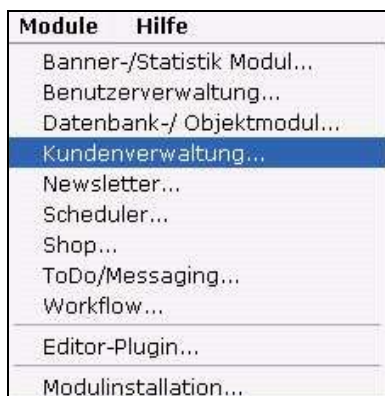 Module Hilfe
Banner-/Statistik Modul...
Benutzerverwaltung...
Datenbank-/ Objektmodul...
Kundenverwaltung...
Newsletter...
Scheduler...
Shop...
ToDo/Messaging...
Workflow...
Editor-Plugin...
Modulinstallation...